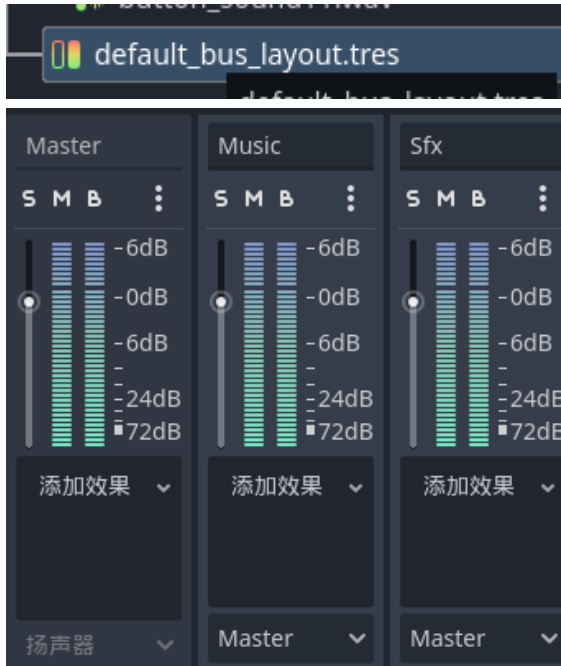 default_bus_layout.tres
Master Music Sfx
S M B S M B S M B
-6dB -6dB -6dB
-0dB -0dB -0dB
-6dB -6dB -6dB
-24dB -24dB -24dB
72dB 72dB 72dB
添加效果 添加效果 添加效果
扬声器 Master Master